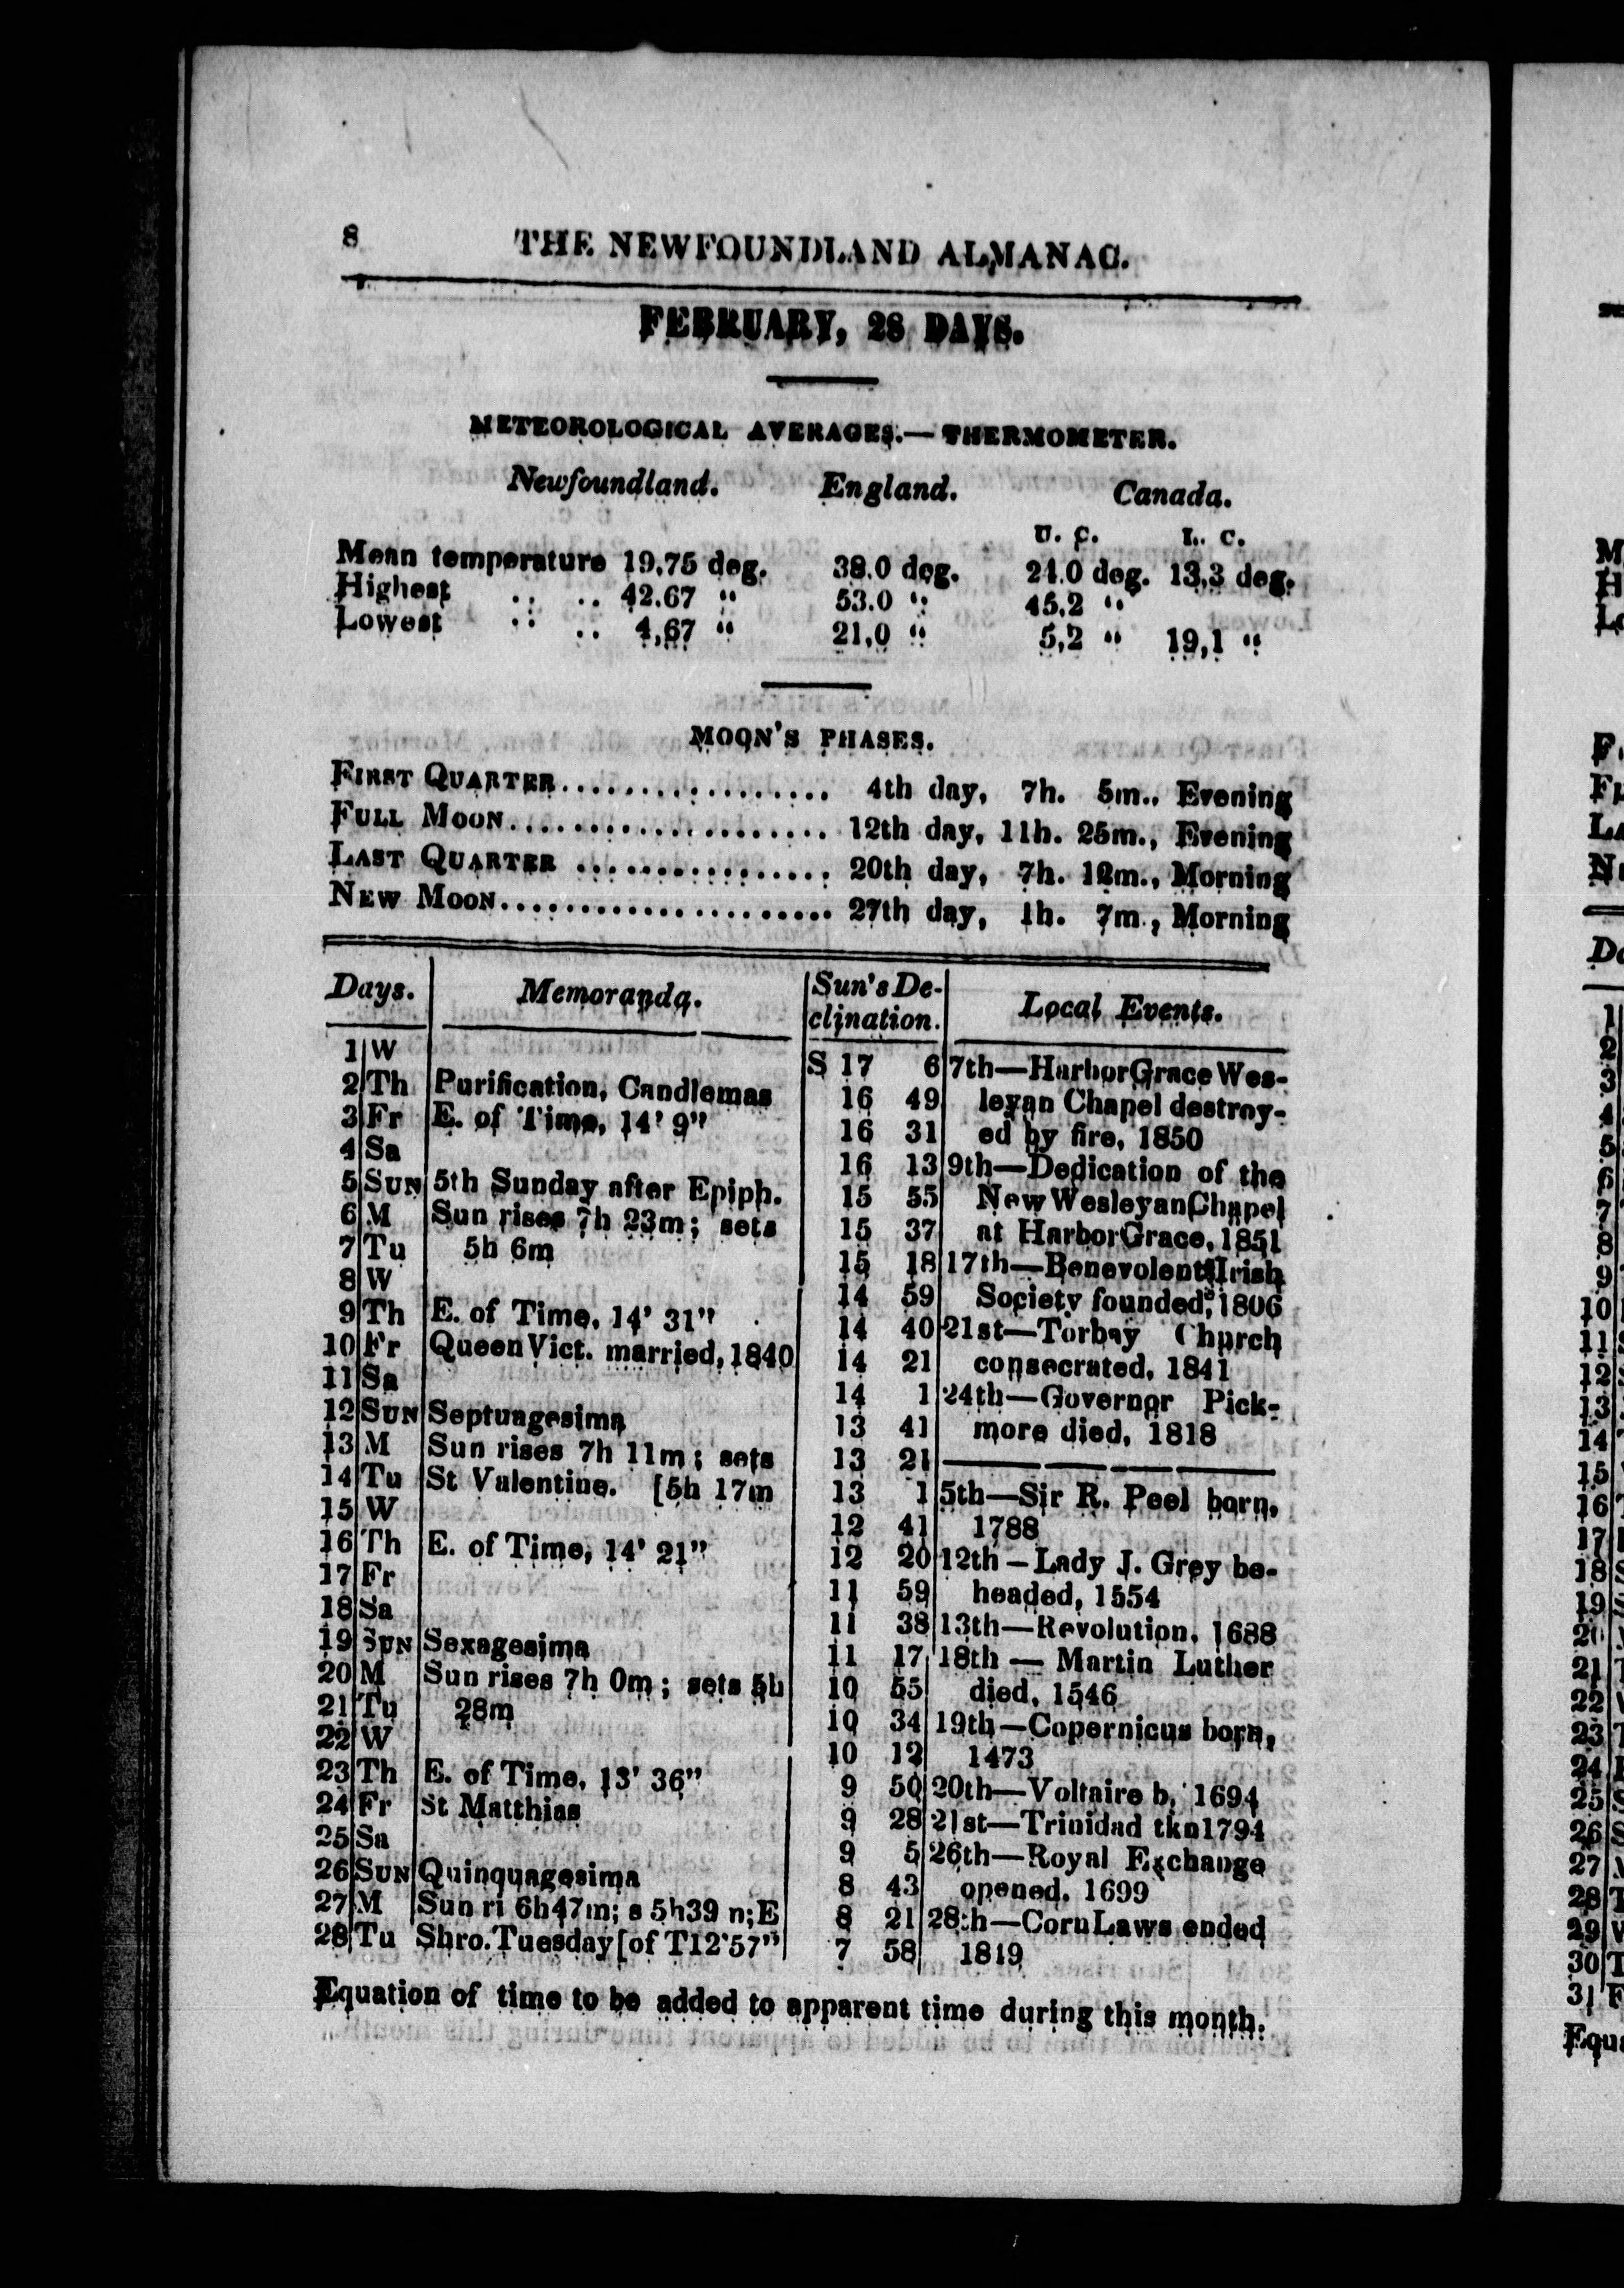 8 THE NEWFOUNDLAND ALMANAC.
FEBRUARY, 28 DAYS.
METEOROLOGICAL AVERAGES.—THERMOMETER.
Newfoundland. England. Canada.
U. C. L. C.
Mean temperature 19,75 deg. 38.0 deg. 24.0 deg. 13,3 deg.
Highest .. .. 42.67 " 53.0 " 45.2 "
Lowest .. .. 4,67 " 21,0 " 5,2 " 19,1 "
MOON'S PHASES.
FIRST QUARTER................. 4th day, 7h. 5m., Evening
FULL MOON.................... 12th day, 11h. 25m., Evening
LAST QUARTER ................ 20th day, 7h. 12m., Morning
NEW MOON..................... 27th day, 1h. 7m., Morning
Days. Memoranda. Sun's De- Local Events.
clination.
1 W S 17 6 7th—HarborGrace Wes-
2 Th Purification, Candlemas 16 49 leyan Chapel destroy-
3 Fr E. of Time, 14' 9" 16 31 ed by fire, 1850
4 Sa 16 13 9th—Dedication of the
5 SUN 5th Sunday after Epiph. 15 55 New WesleyanChapel
6 M Sun rises 7h 23m; sets 15 37 at HarborGrace, 1851
7 Tu 5h 6m 15 18 17th—Benevolent Irish
8 W 14 59 Society founded, 1806
9 Th E. of Time, 14' 31" 14 40 21st—Torbay Church
10 Fr Queen Vict. married, 1840 14 21 consecrated, 1841
11 Sa 14 1 24th—Governor Pick-
12 SUN Septuagesima 13 41 more died, 1818
13 M Sun rises 7h 11m; sets 13 21
14 Tu St Valentine. [5h 17m 13 1 5th—Sir R. Peel born,
15 W 12 41 1788
16 Th E. of Time, 14' 21" 12 20 12th—Lady J. Grey be-
17 Fr 11 59 headed, 1554
18 Sa 11 38 13th—Revolution, 1688
19 SUN Sexagesima 11 17 18th — Martin Luther
20 M Sun rises 7h 0m; sets 5h 10 55 died, 1546
21 Tu 28m 10 34 19th—Copernicus born,
22 W 10 12 1473
23 Th E. of Time, 13' 36" 9 50 20th—Voltaire b, 1694
24 Fr St Matthias 9 28 21st—Trinidad tkn1794
25 Sa 9 5 26th—Royal Exchange
26 SUN Quinquagesima 8 43 opened, 1699
27 M Sun ri 6h47m; s 5h39 n;E 8 21 28th—Corn Laws ended
28 Tu Shro. Tuesday [of T12'57" 7 58 1849
Equation of time to be added to apparent time during this month.